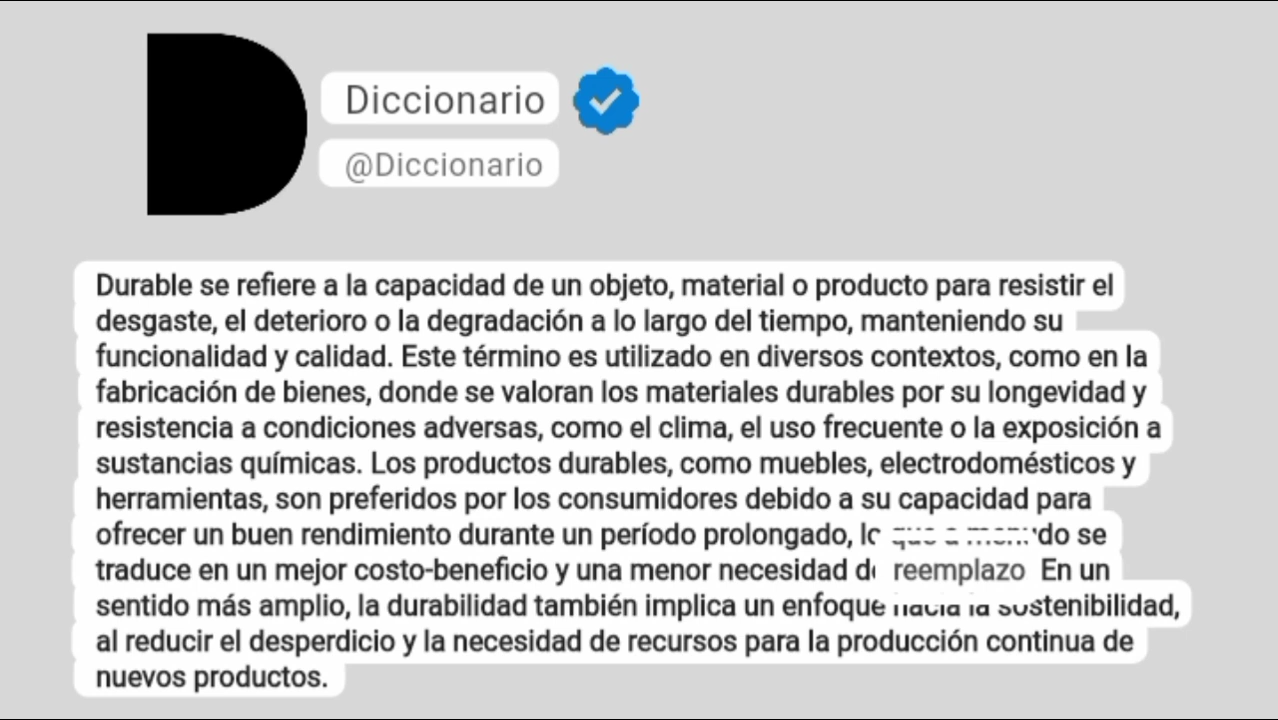 Diccionario
@Diccionario
Durable se refiere a la capacidad de un objeto, material o producto para resistir el
desgaste, el deterioro o la degradación a lo largo del tiempo, manteniendo su
funcionalidad y calidad. Este término es utilizado en diversos contextos, como en la
fabricación de bienes, donde se valoran los materiales durables por su longevidad y
resistencia a condiciones adversas, como el clima, el uso frecuente o la exposición a
sustancias químicas. Los productos durables, como muebles, electrodomésticos y
herramientas, son preferidos por los consumidores debido a su capacidad para
ofrecer un buen rendimiento durante un período prolongado, lo que a menudo se
traduce en un mejor costo-beneficio y una menor necesidad de reemplazo En un
sentido más amplio, la durabilidad también implica un enfoque hacia la sostenibilidad,
al reducir el desperdicio y la necesidad de recursos para la producción continua de
nuevos productos.